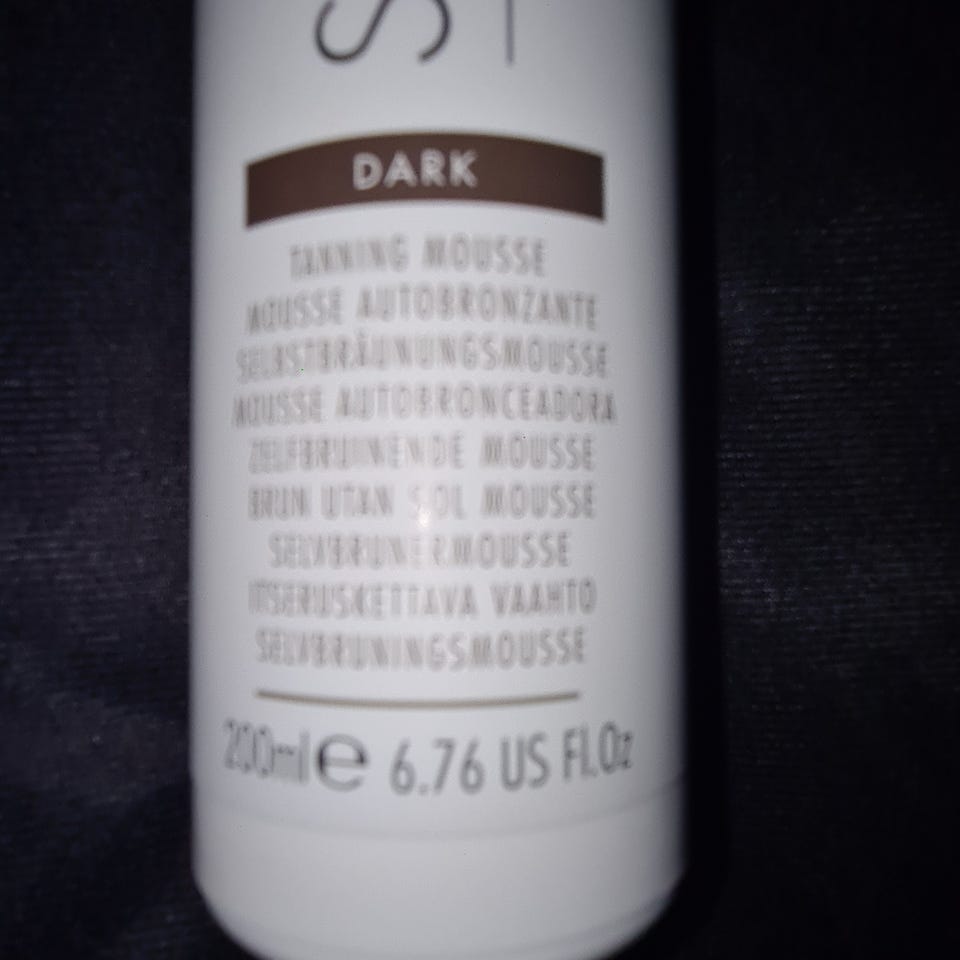 S
DARK
TANNING MOUSSE
MOUSSE AUTOBRONZANTE
SELBSTBRÄUNUNGSMOUSSE
MOUSSE AUTOBRONCEADORA
ZELFBRUINENDE MOUSSE
BRUN UTAN SOL MOUSSE
SELVBRUNERMOUSSE
ITSERUSKETTAVA VAAHTO
SELVBRUNINGSMOUSSE
200ml e 6.76 US Fl.Oz